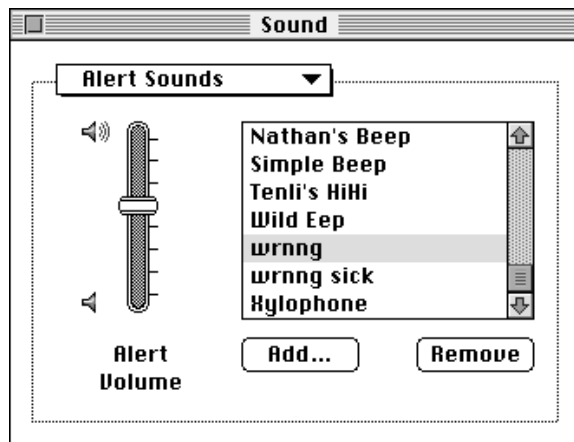 Sound
Alert Sounds
Nathan's Beep
Simple Beep
Tenli's HiHi
Wild Eep
wrnng
wrnng sick
Xylophone
Alert
Volume
Add...
Remove